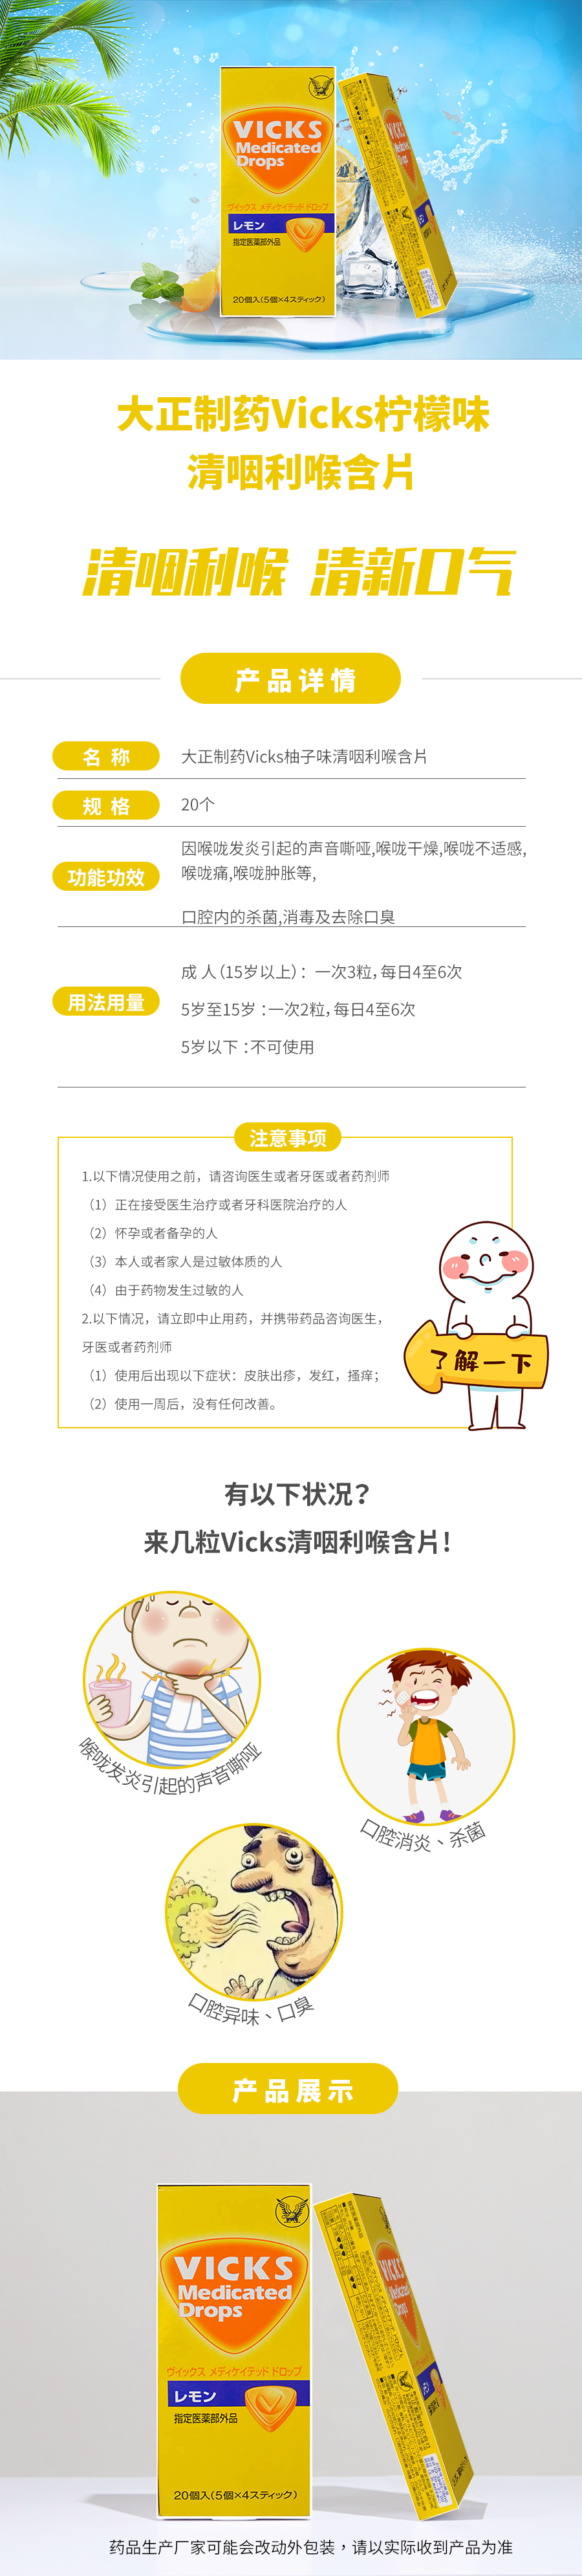 VICKS
Medicated
Drops
ヴイックス メディケイテッド ドロップ
レモン
指定医薬部外品
20個入(5個×4スティック)
VICKS
Medicated
Drops
大正制药Vicks柠檬味
清咽利喉含片
清咽利喉 清新口气
产品详情
名 称
大正制药Vicks柚子味清咽利喉含片
规 格
20个
功能功效
因喉咙发炎引起的声音嘶哑,喉咙干燥,喉咙不适感,
喉咙痛,喉咙肿胀等,
口腔内的杀菌,消毒及去除口臭
用法用量
成 人(15岁以上): 一次3粒,每日4至6次
5岁至15岁:一次2粒,每日4至6次
5岁以下:不可使用
注意事项
1.以下情况使用之前，请咨询医生或者牙医或者药剂师
（1）正在接受医生治疗或者牙科医院治疗的人
（2）怀孕或者备孕的人
（3）本人或者家人是过敏体质的人
（4）由于药物发生过敏的人
2.以下情况，请立即中止用药，并携带药品咨询医生，
牙医或者药剂师
（1）使用后出现以下症状：皮肤出疹，发红，搔痒；
（2）使用一周后，没有任何改善。
了解一下
有以下状况？
来几粒Vicks清咽利喉含片！
喉咙发炎引起的声音嘶哑
口腔消炎、杀菌
口腔异味、口臭
产品展示
VICKS
Medicated
Drops
ヴイックス メディケイテッド ドロップ
レモン
指定医薬部外品
20個入(5個×4スティック)
VICKS
Medicated
Drops
药品生产厂家可能会改动外包装，请以实际收到产品为准